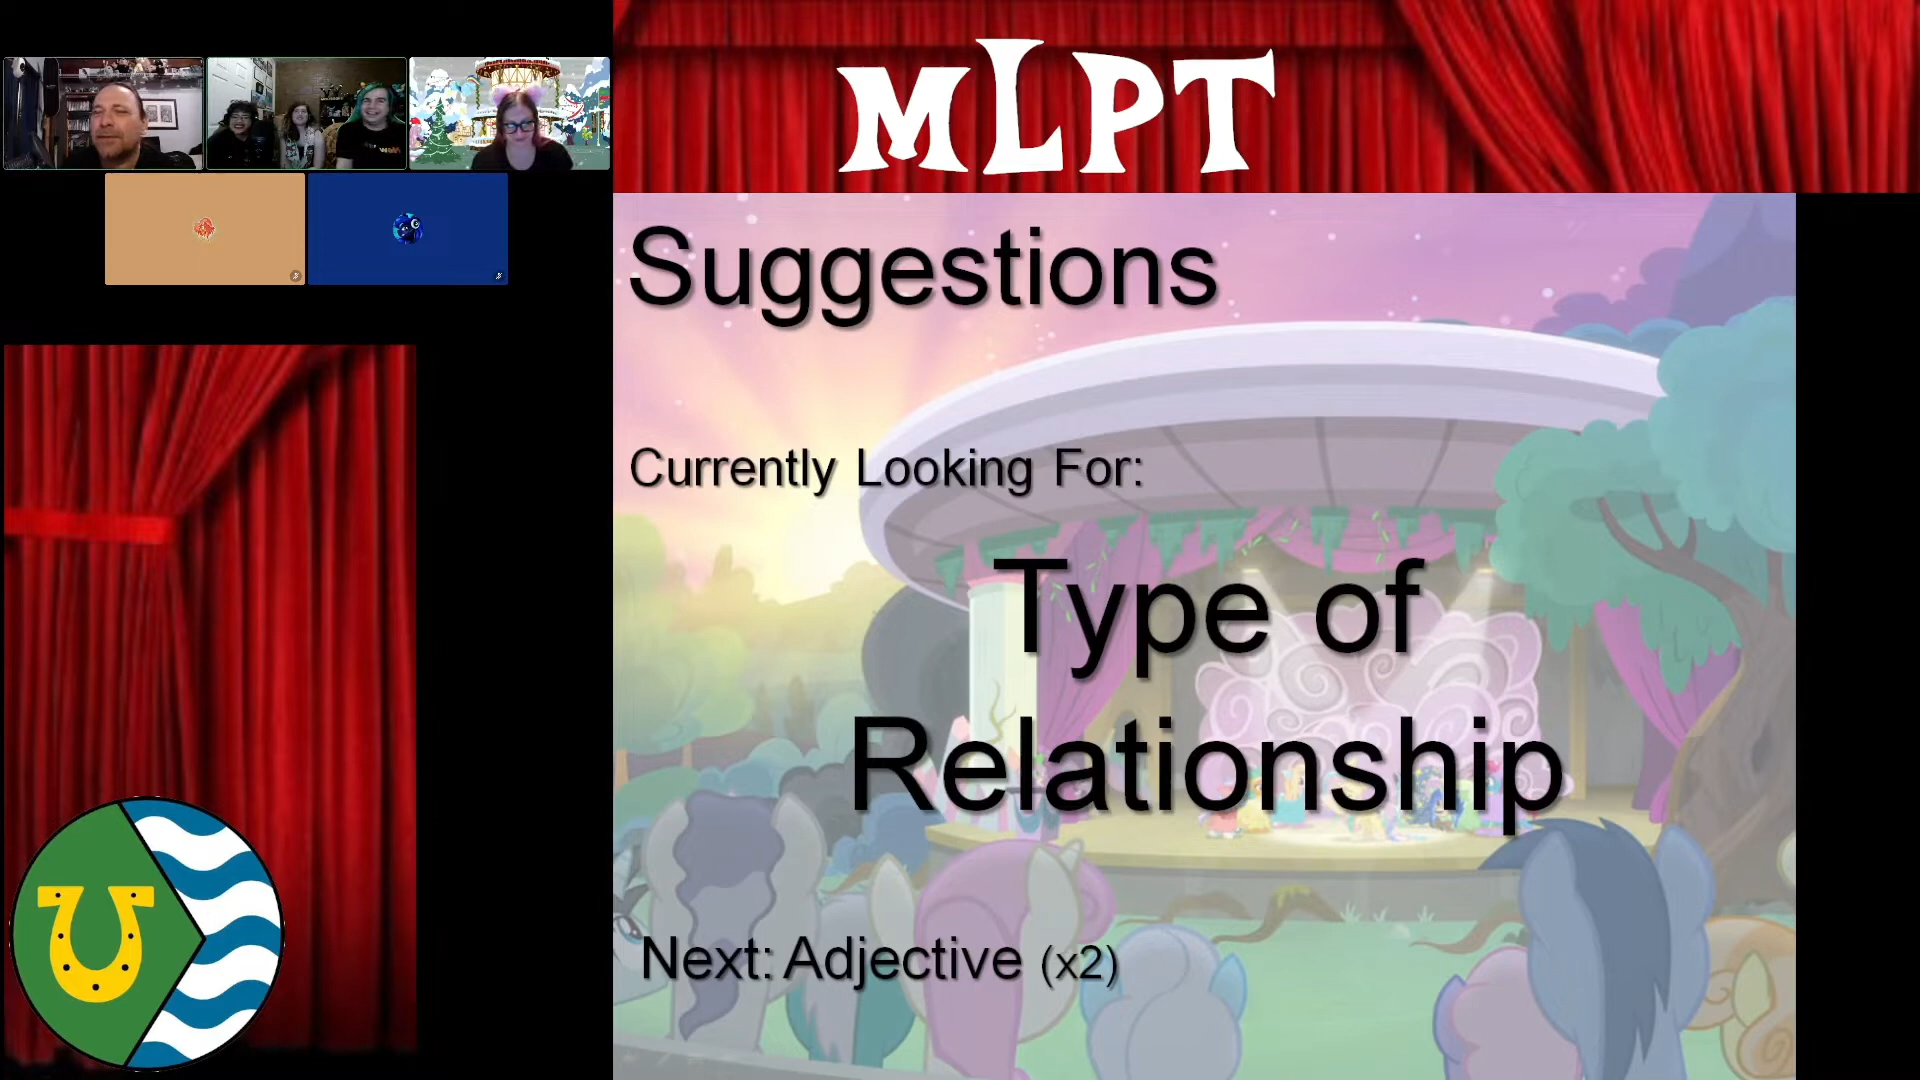 MLPT
Suggestions
Currently Looking For:
Type of
Relationship
Next: Adjective (x2)